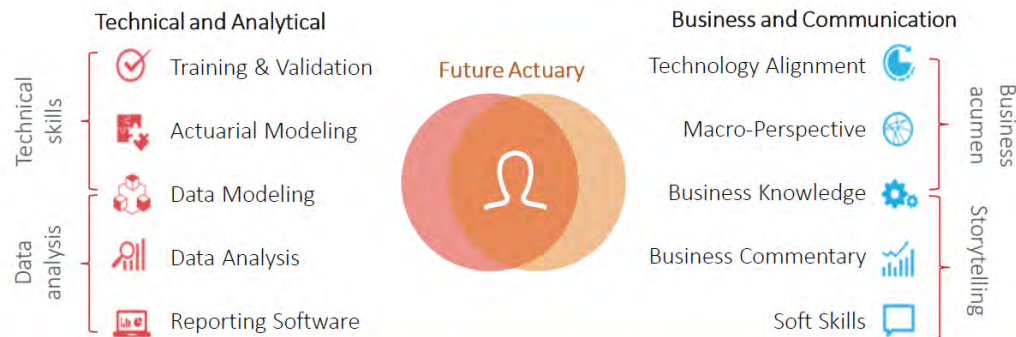 Technical and Analytical
Technical
skills
Data
analysis
Training & Validation
Actuarial Modeling
Data Modeling
Data Analysis
Reporting Software
Future Actuary
Business and Communication
Technology Alignment
Macro-Perspective
Business Knowledge
Business Commentary
Soft Skills
Business
acumen
Storytelling